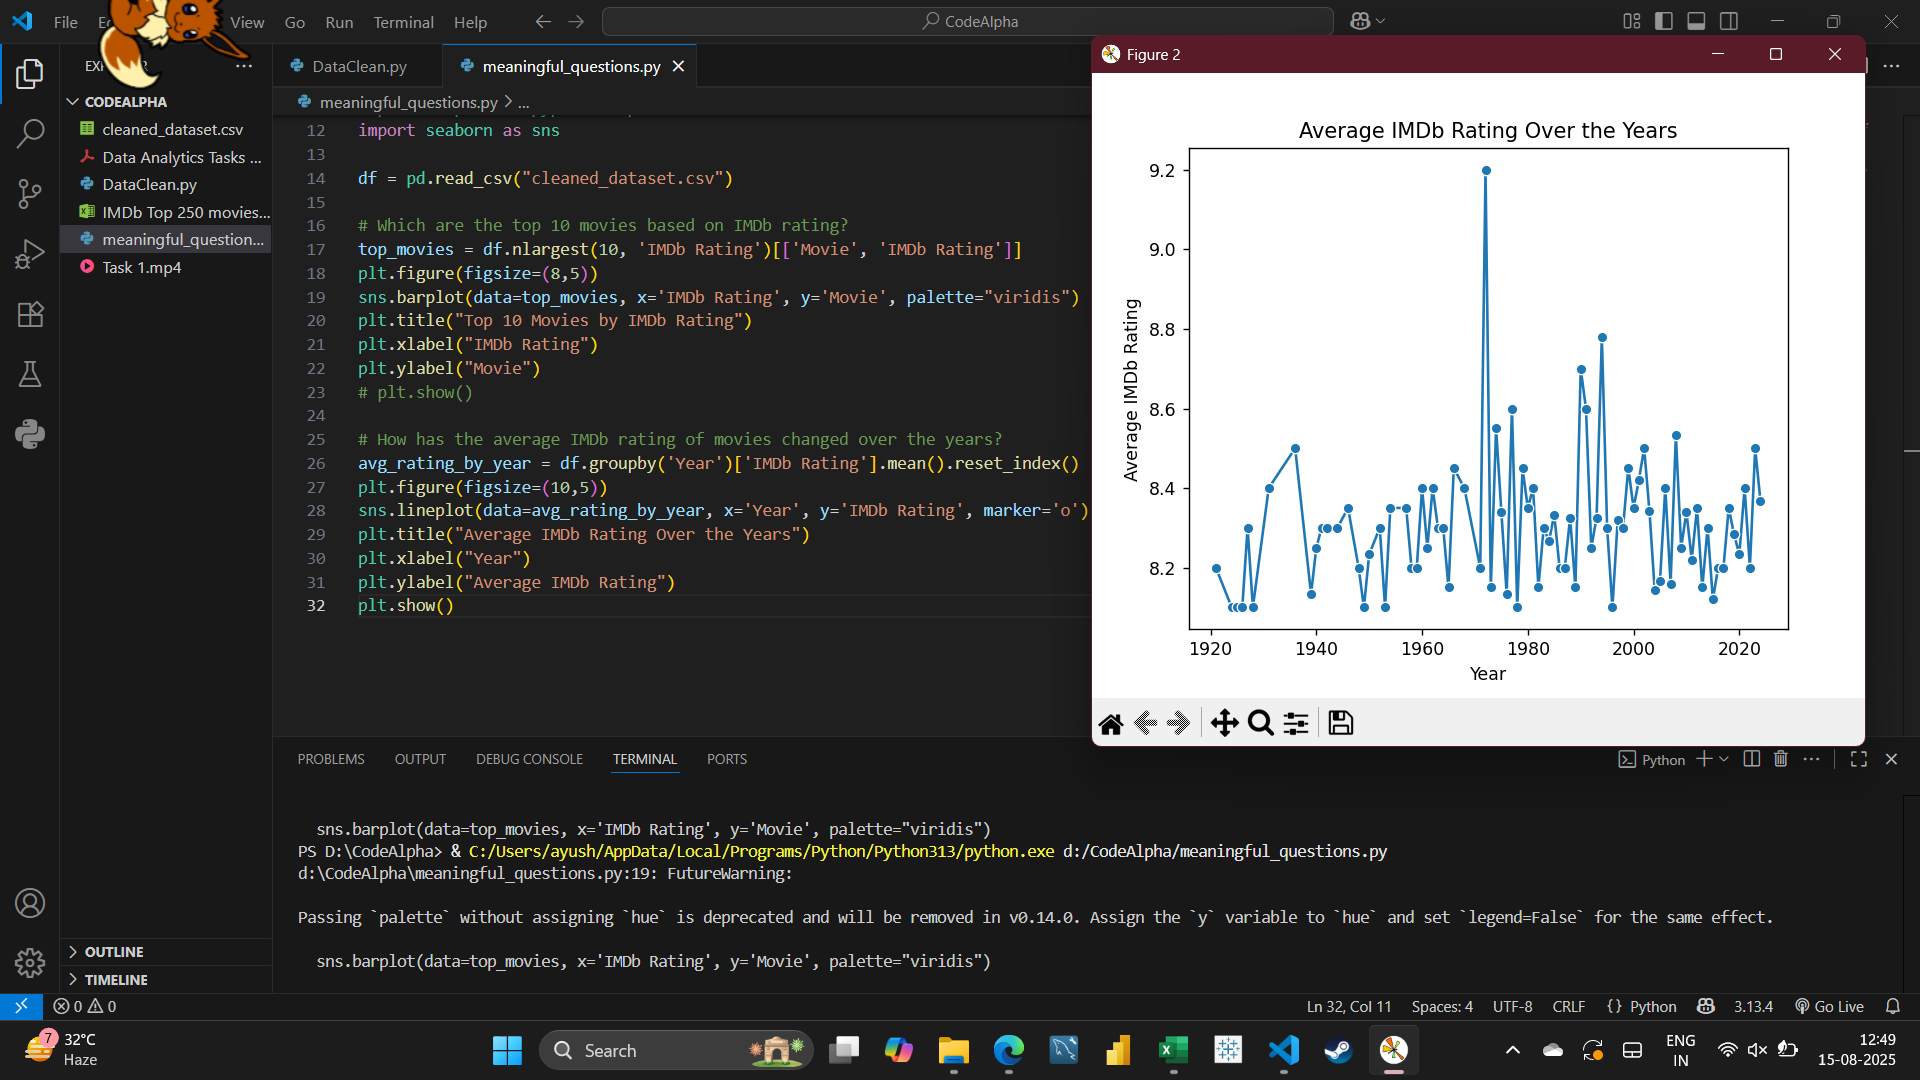 File
View
Go
Run
Terminal
Help
CodeAlpha
CODEALPHA
cleaned_dataset.csv
Data Analytics Tasks ...
DataClean.py
IMDb Top 250 movies...
meaningful_question...
Task 1.mp4
OUTLINE
TIMELINE
DataClean.py
meaningful_questions.py
meaningful_questions.py > ...
12 import seaborn as sns
13
14 df = pd.read_csv("cleaned_dataset.csv")
15
16 # Which are the top 10 movies based on IMDb rating?
17 top_movies = df.nlargest(10, 'IMDb Rating')[['Movie', 'IMDb Rating']]
18 plt.figure(figsize=(8,5))
19 sns.barplot(data=top_movies, x='IMDb Rating', y='Movie', palette="viridis")
20 plt.title("Top 10 Movies by IMDb Rating")
21 plt.xlabel("IMDb Rating")
22 plt.ylabel("Movie")
23 # plt.show()
24
25 # How has the average IMDb rating of movies changed over the years?
26 avg_rating_by_year = df.groupby('Year')['IMDb Rating'].mean().reset_index()
27 plt.figure(figsize=(10,5))
28 sns.lineplot(data=avg_rating_by_year, x='Year', y='IMDb Rating', marker='o')
29 plt.title("Average IMDb Rating Over the Years")
30 plt.xlabel("Year")
31 plt.ylabel("Average IMDb Rating")
32 plt.show()
Figure 2
Average IMDb Rating Over the Years
Average IMDb Rating
9.2
9.0
8.8
8.6
8.4
8.2
1920 1940 1960 1980 2000 2020
Year
PROBLEMS OUTPUT DEBUG CONSOLE TERMINAL PORTS
Python
sns.barplot(data=top_movies, x='IMDb Rating', y='Movie', palette="viridis")
PS D:\CodeAlpha> & C:/Users/ayush/AppData/Local/Programs/Python/Python313/python.exe d:/CodeAlpha/meaningful_questions.py
d:\CodeAlpha\meaningful_questions.py:19: FutureWarning:
Passing `palette` without assigning `hue` is deprecated and will be removed in v0.14.0. Assign the `y` variable to `hue` and set `legend=False` for the same effect.
sns.barplot(data=top_movies, x='IMDb Rating', y='Movie', palette="viridis")
0 0
Ln 32, Col 11 Spaces: 4 UTF-8 CRLF {} Python 3.13.4 Go Live
7
32°C
Haze
Search
ENG
IN
12:49
15-08-2025